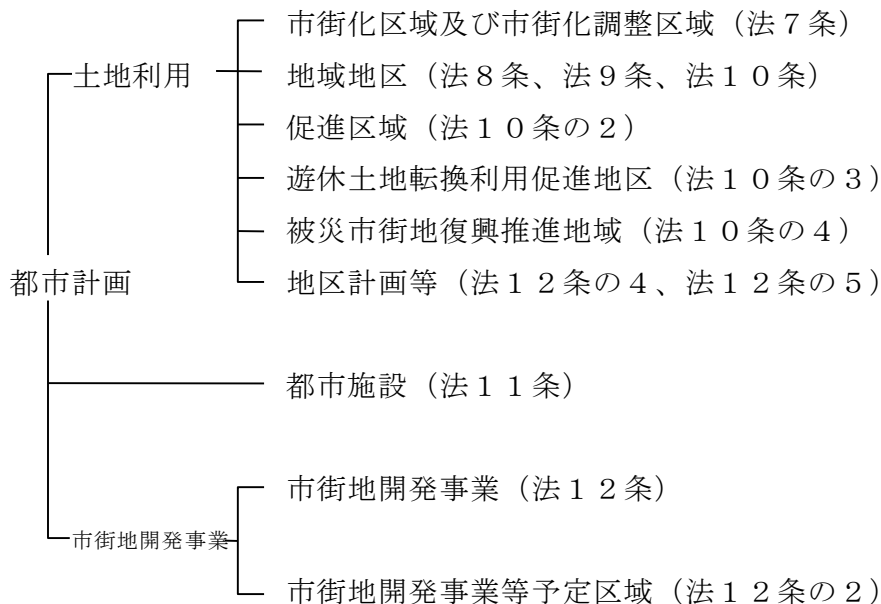 市街化区域及び市街化調整区域（法７条）
土地利用
地域地区（法８条、法９条、法１０条）
促進区域（法１０条の２）
遊休土地転換利用促進地区（法１０条の３）
被災市街地復興推進地域（法１０条の４）
都市計画
地区計画等（法１２条の４、法１２条の５）
都市施設（法１１条）
市街地開発事業（法１２条）
市街地開発事業
市街地開発事業等予定区域（法１２条の２）